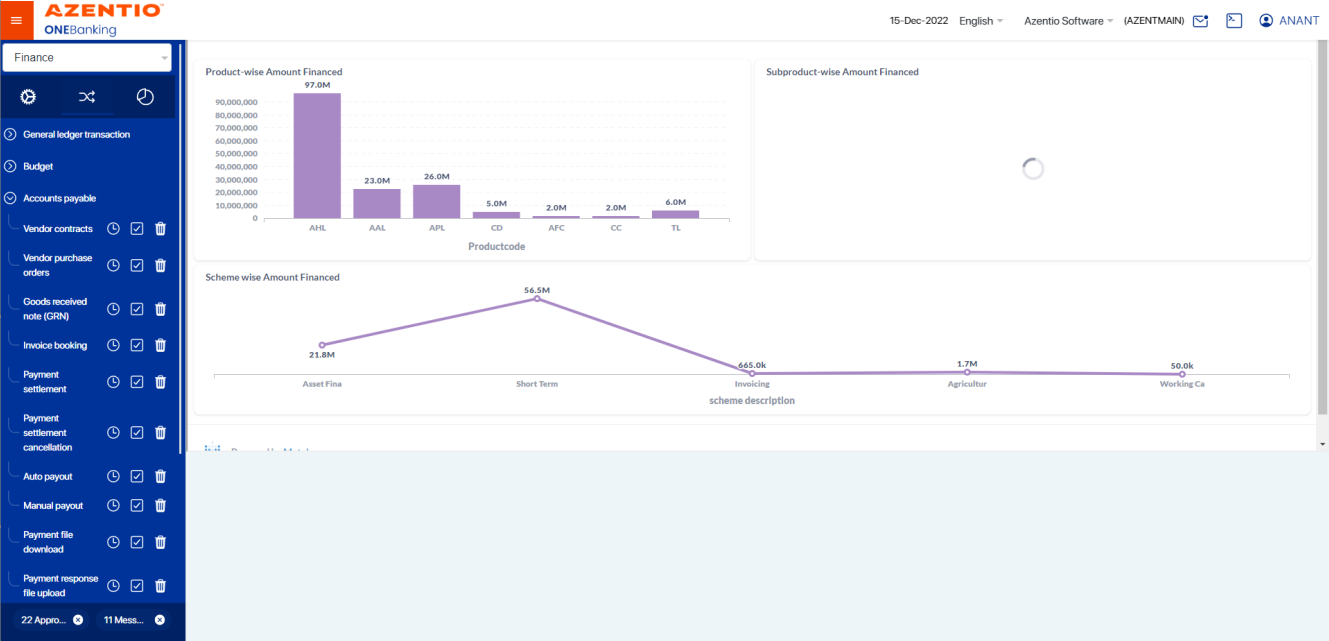 AZENTIO
ONEBanking
15-Dec-2022 English Azentio Software (AZENTMAIN) ANANT
Finance
General ledger transaction
Budget
Accounts payable
Vendor contracts
Vendor purchase
orders
Goods received
note (GRN)
Invoice booking
Payment
settlement
Payment
settlement
cancellation
Auto payout
Manual payout
Payment file
download
Payment response
file upload
22 Appro...
11 Mess...
Product-wise Amount Financed
97.0M
90,000,000
80,000,000
70,000,000
60,000,000
50,000,000
40,000,000
30,000,000
20,000,000
10,000,000
0
23.0M
26.0M
5.0M
2.0M
2.0M
6.0M
AHL AAL APL CD AFC CC TL
Productcode
Subproduct-wise Amount Financed
Scheme wise Amount Financed
56.5M
21.8M
665.0k
1.7M
50.0k
Asset Fina Short Term Invoicing Agricultur Working Ca
scheme description